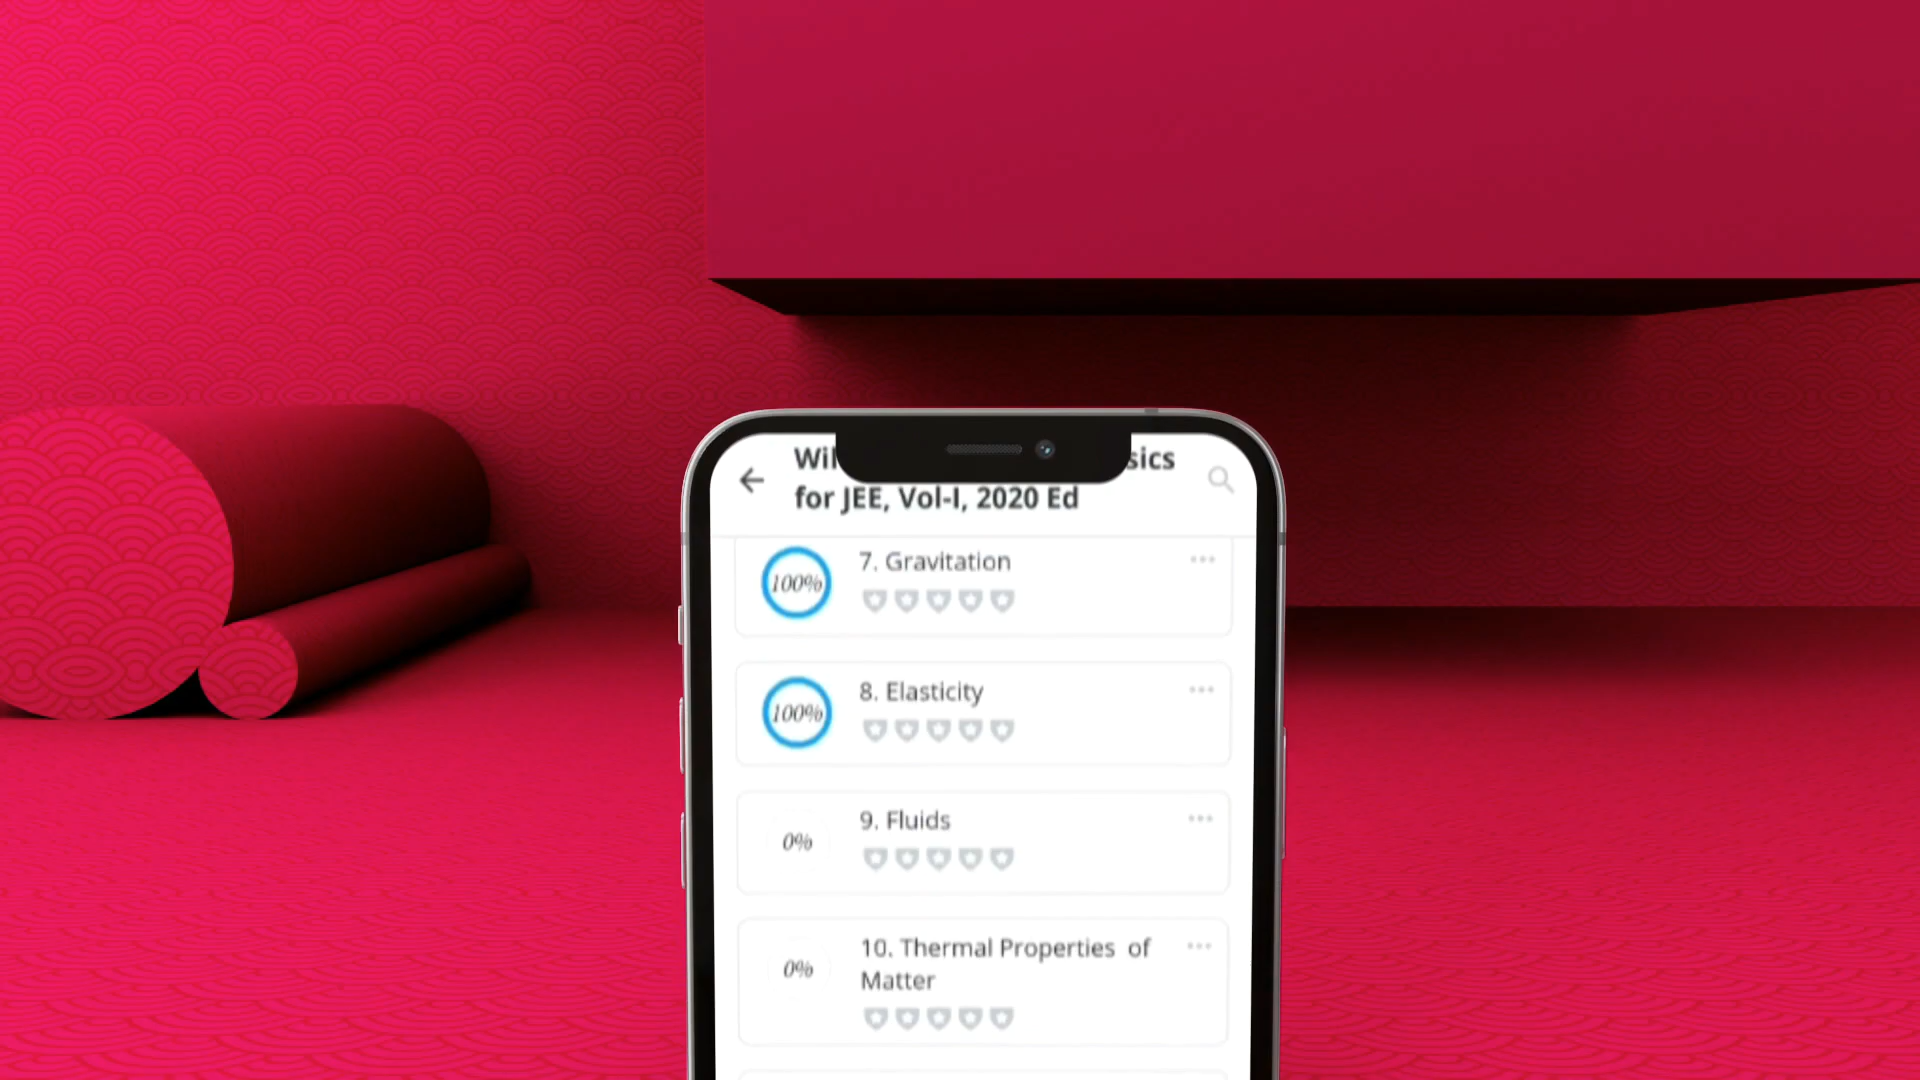 Wil sics
for JEE, Vol-I, 2020 Ed
7. Gravitation
100%
8. Elasticity
100%
9. Fluids
0%
10. Thermal Properties of
Matter
0%